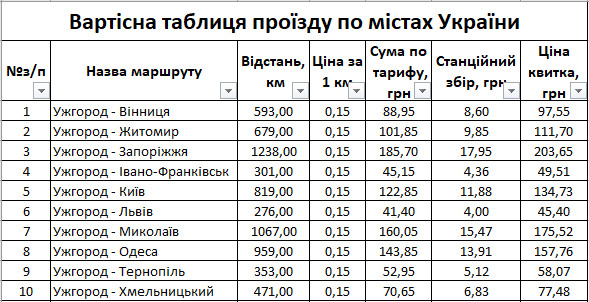 Вартісна таблиця проїзду по містах України
№з/п Назва маршруту Відстань, км Ціна за 1 км Сума по тарифу, грн Станційний збір, грн Ціна квитка, грн
1 Ужгород - Вінниця 593,00 0,15 88,95 8,60 97,55
2 Ужгород - Житомир 679,00 0,15 101,85 9,85 111,70
3 Ужгород - Запоріжжя 1238,00 0,15 185,70 17,95 203,65
4 Ужгород - Івано-Франківськ 301,00 0,15 45,15 4,36 49,51
5 Ужгород - Київ 819,00 0,15 122,85 11,88 134,73
6 Ужгород - Львів 276,00 0,15 41,40 4,00 45,40
7 Ужгород - Миколаїв 1067,00 0,15 160,05 15,47 175,52
8 Ужгород - Одеса 959,00 0,15 143,85 13,91 157,76
9 Ужгород - Тернопіль 353,00 0,15 52,95 5,12 58,07
10 Ужгород - Хмельницький 471,00 0,15 70,65 6,83 77,48